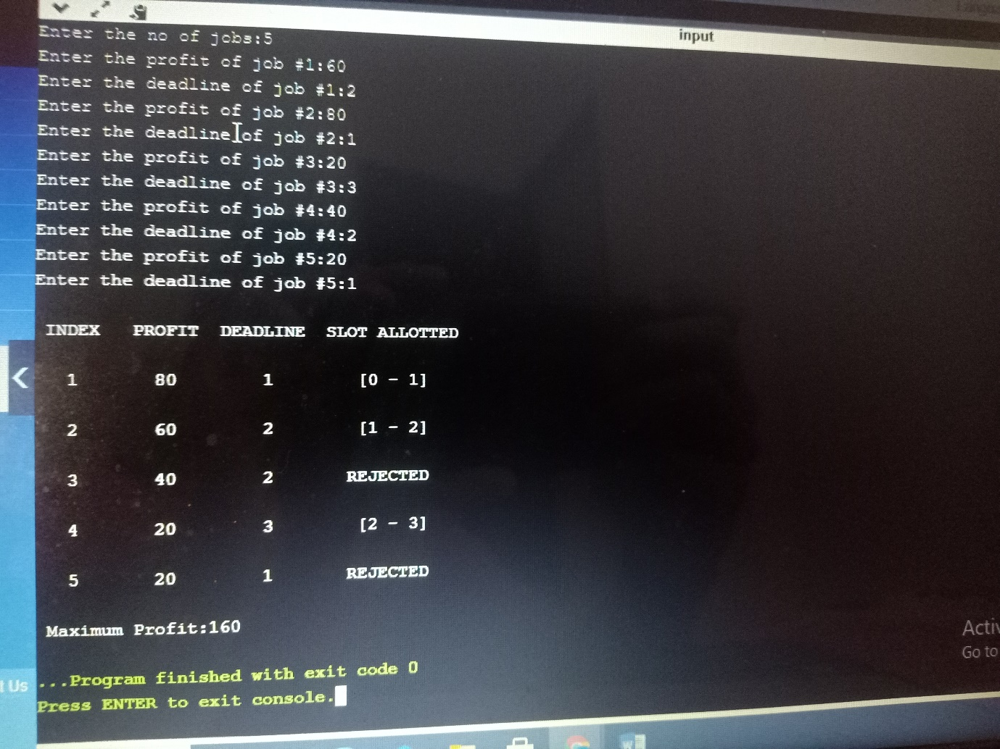 input
Enter the no of jobs:5
Enter the profit of job #1:60
Enter the deadline of job #1:2
Enter the profit of job #2:80
Enter the deadline of job #2:1
Enter the profit of job #3:20
Enter the deadline of job #3:3
Enter the profit of job #4:40
Enter the deadline of job #4:2
Enter the profit of job #5:20
Enter the deadline of job #5:1
INDEX PROFIT DEADLINE SLOT ALLOTTED
1 80 1 [0 - 1]
2 60 2 [1 - 2]
3 40 2 REJECTED
4 20 3 [2 - 3]
5 20 1 REJECTED
Maximum Profit:160
...Program finished with exit code 0
Press ENTER to exit console.
Us
Go to